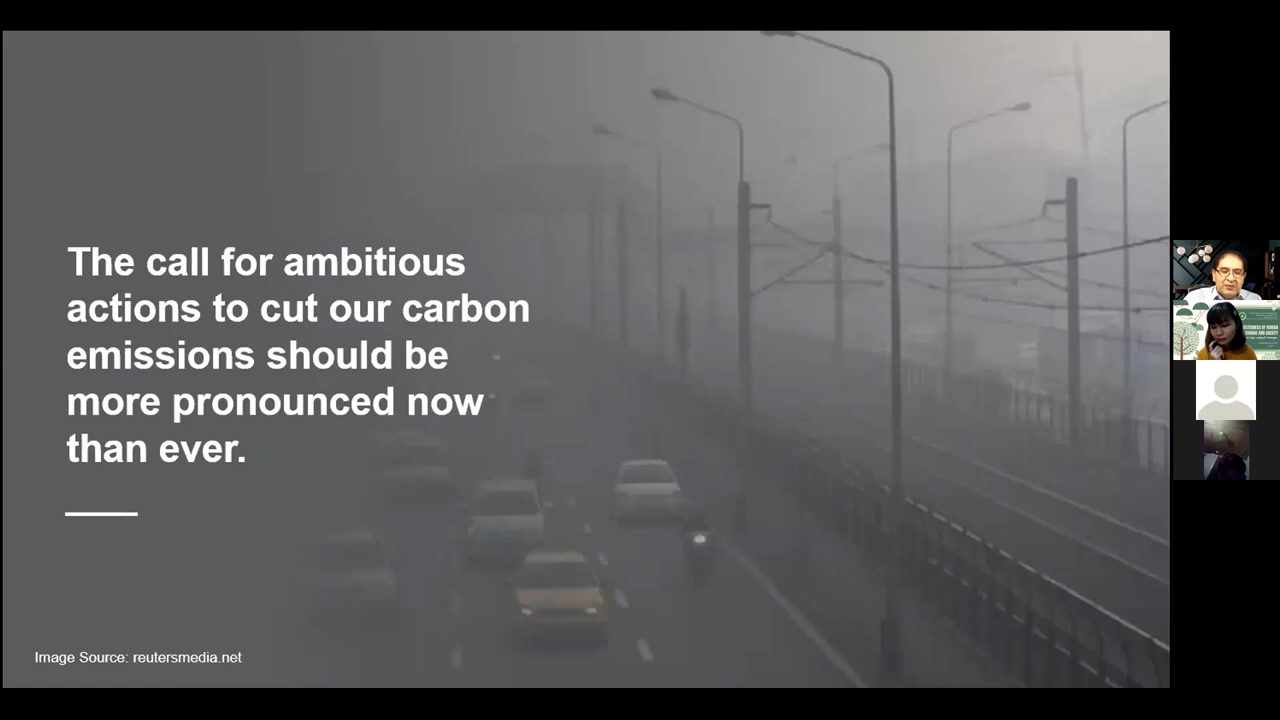 The call for ambitious
actions to cut our carbon
emissions should be
more pronounced now
than ever.
Image Source: reutersmedia.net